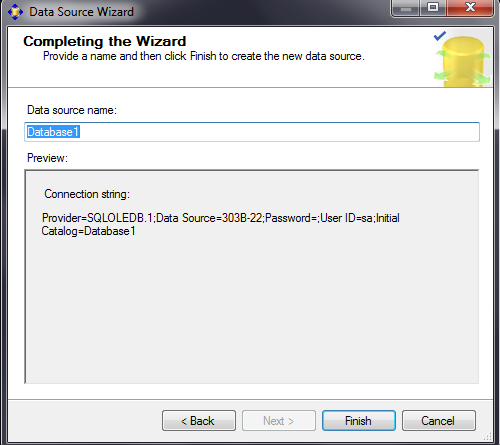 Data Source Wizard
Completing the Wizard
Provide a name and then click Finish to create the new data source.
Data source name:
Database1
Preview:
Connection string:
Provider=SQLOLEDB.1;Data Source=303B-22;Password=;User ID=sa;Initial
Catalog=Database1
< Back
Next >
Finish
Cancel